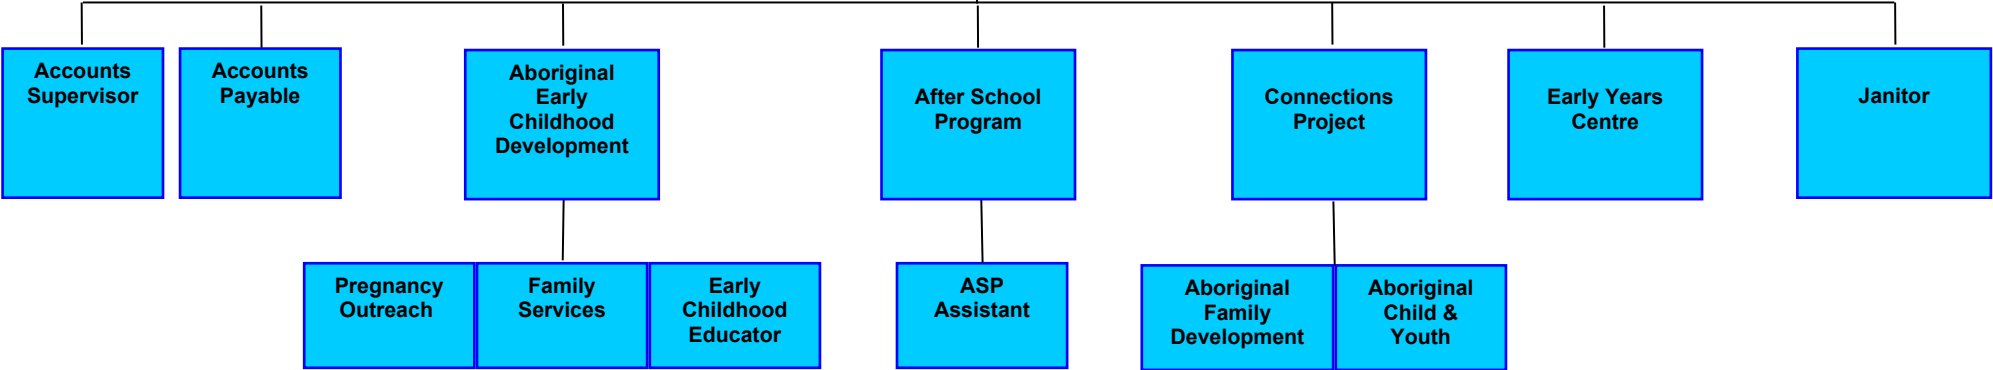 Accounts
Supervisor
Accounts
Payable
Aboriginal
Early
Childhood
Development
After School
Program
Connections
Project
Early Years
Centre
Janitor
Pregnancy
Outreach
Family
Services
Early
Childhood
Educator
ASP
Assistant
Aboriginal
Family
Development
Aboriginal
Child &
Youth